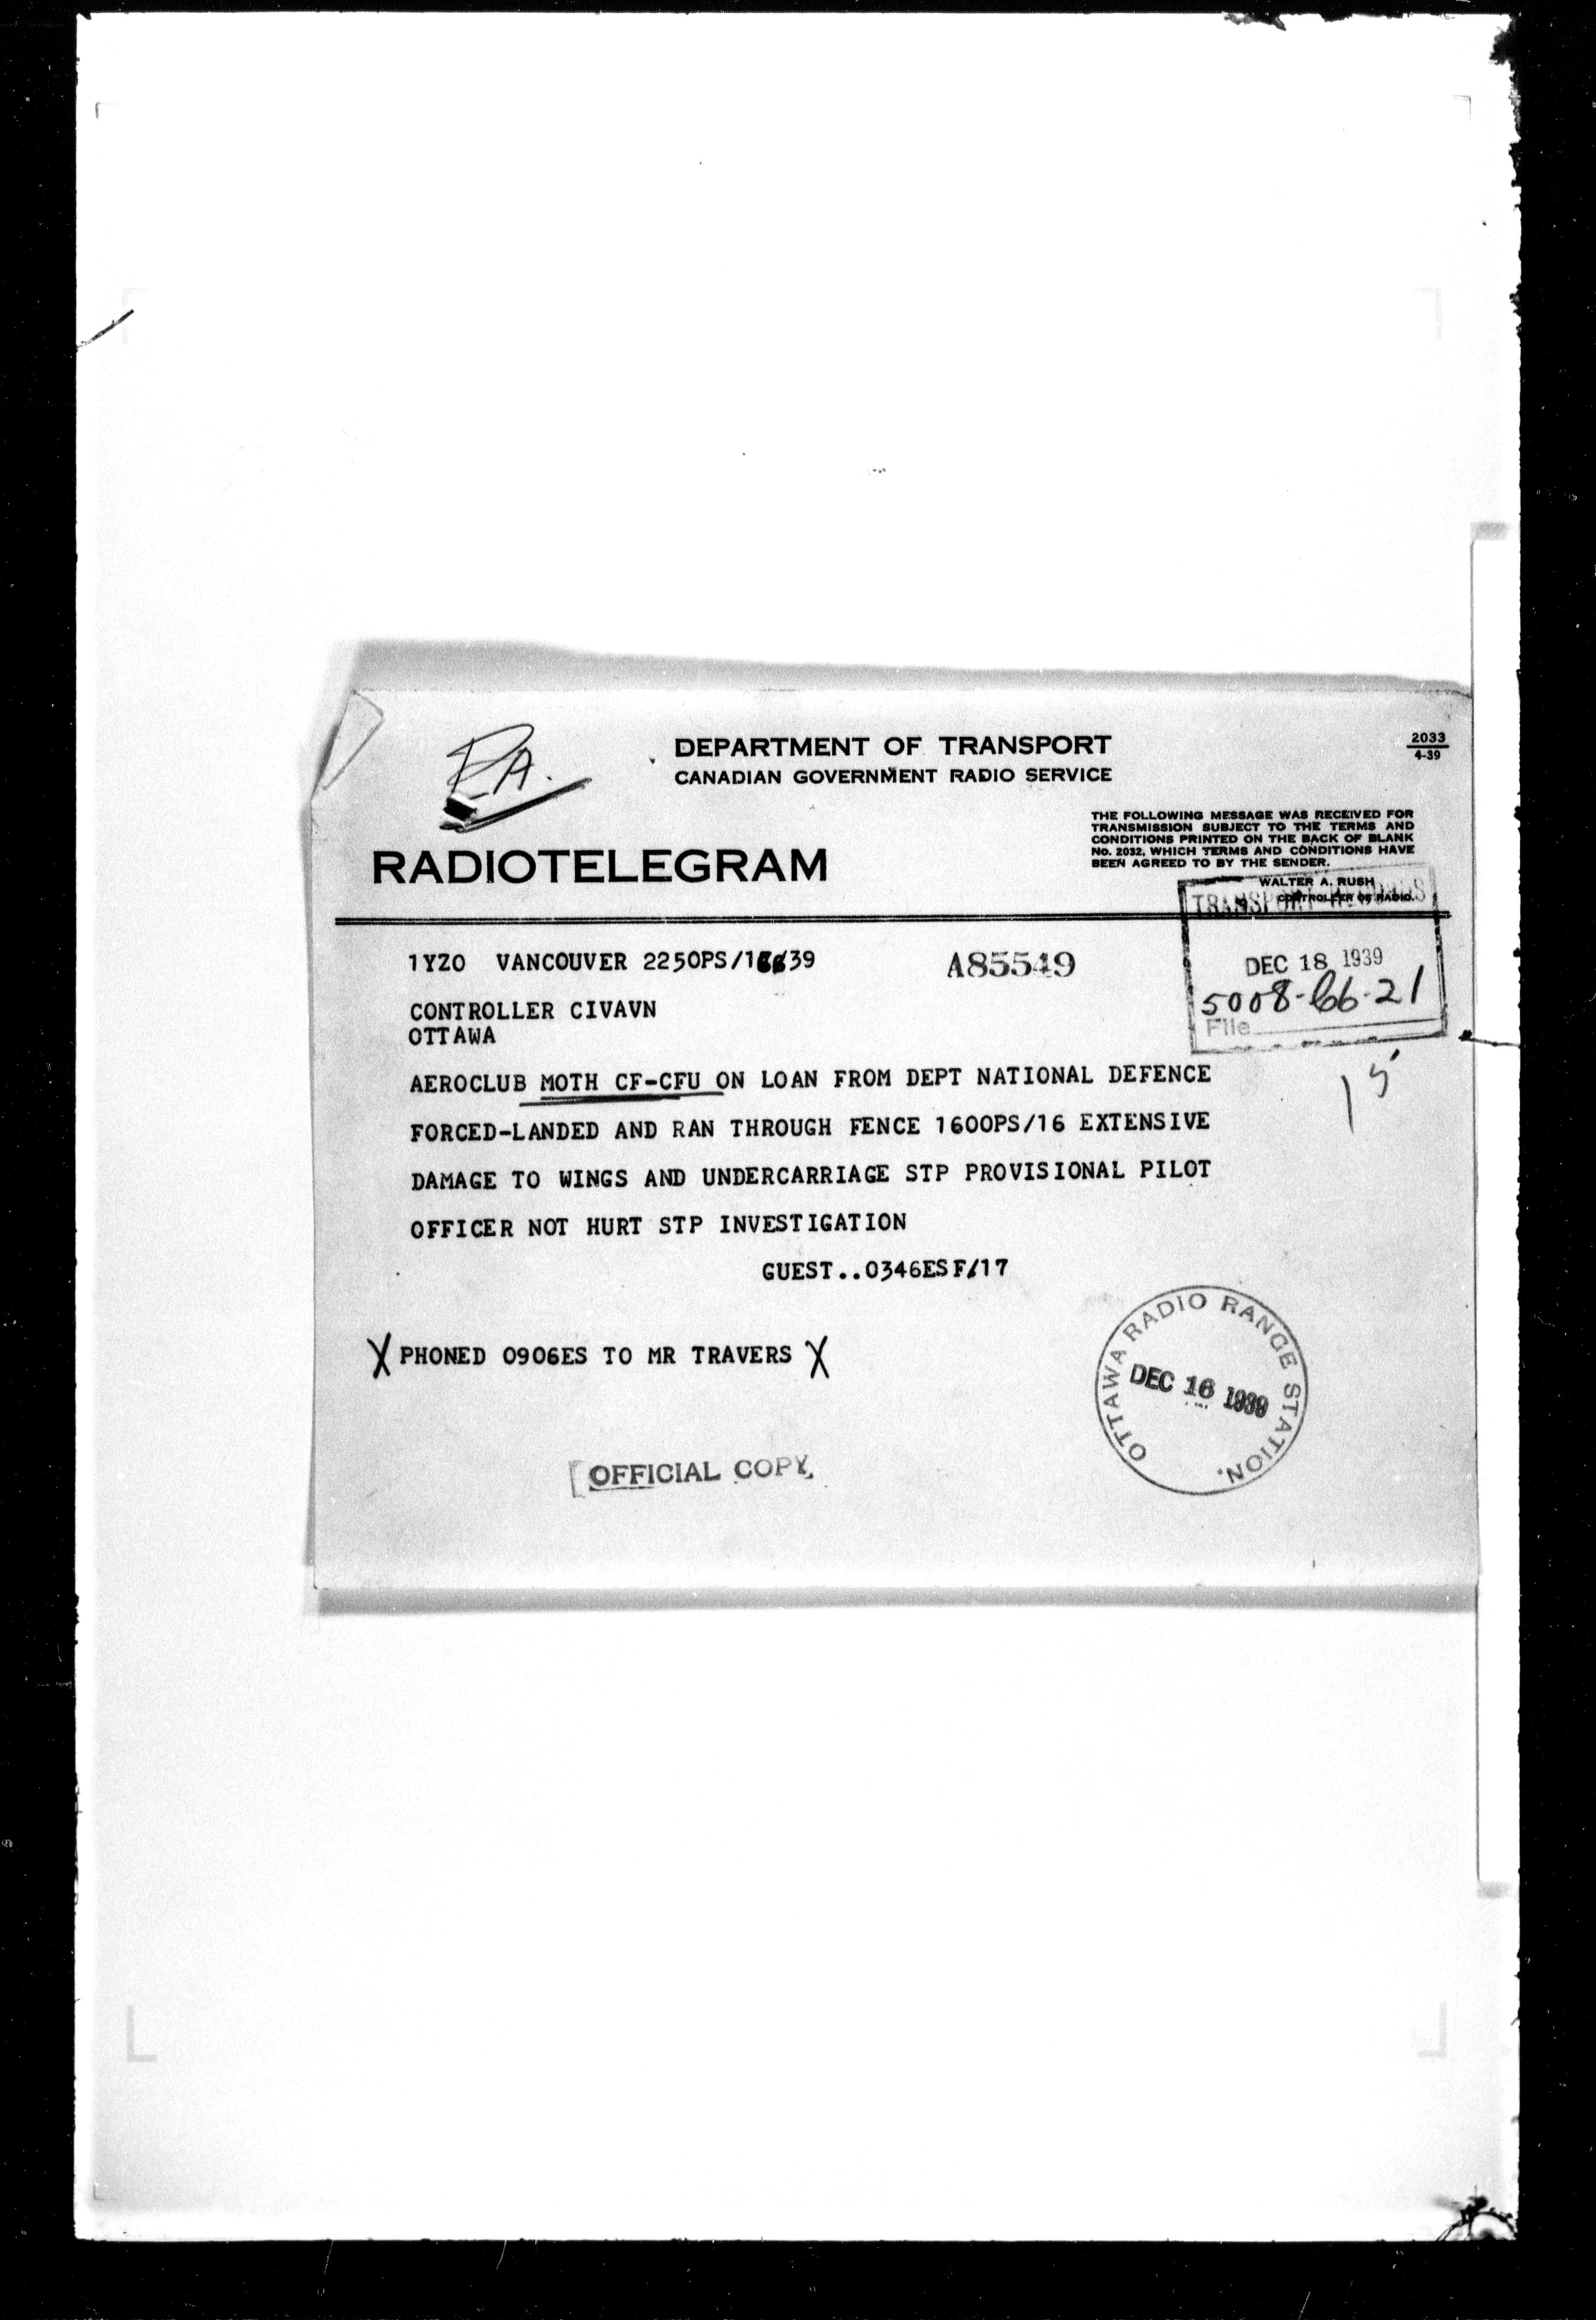 P.A.
DEPARTMENT OF TRANSPORT
CANADIAN GOVERNMENT RADIO SERVICE
2033
4-39
THE FOLLOWING MESSAGE WAS RECEIVED FOR
TRANSMISSION SUBJECT TO THE TERMS AND
CONDITIONS PRINTED ON THE BACK OF BLANK
No. 2032, WHICH TERMS AND CONDITIONS HAVE
BEEN AGREED TO BY THE SENDER.
WALTER A. RUSH
CONTROLLER OF RADIO.
RADIOTELEGRAM
TRANSPORT
1YZO VANCOUVER 2250PS/16/39
A85549
DEC 18 1939
5008-66-21
File
CONTROLLER CIVAVN
OTTAWA
AEROCLUB MOTH CF-CFU ON LOAN FROM DEPT NATIONAL DEFENCE
15
FORCED-LANDED AND RAN THROUGH FENCE 1600PS/16 EXTENSIVE
DAMAGE TO WINGS AND UNDERCARRIAGE STP PROVISIONAL PILOT
OFFICER NOT HURT STP INVESTIGATION
GUEST..0346ESF/17
X PHONED 0906ES TO MR TRAVERS X
OTTAWA RADIO RANGE STATION.
DEC 16 1939
OFFICIAL COPY